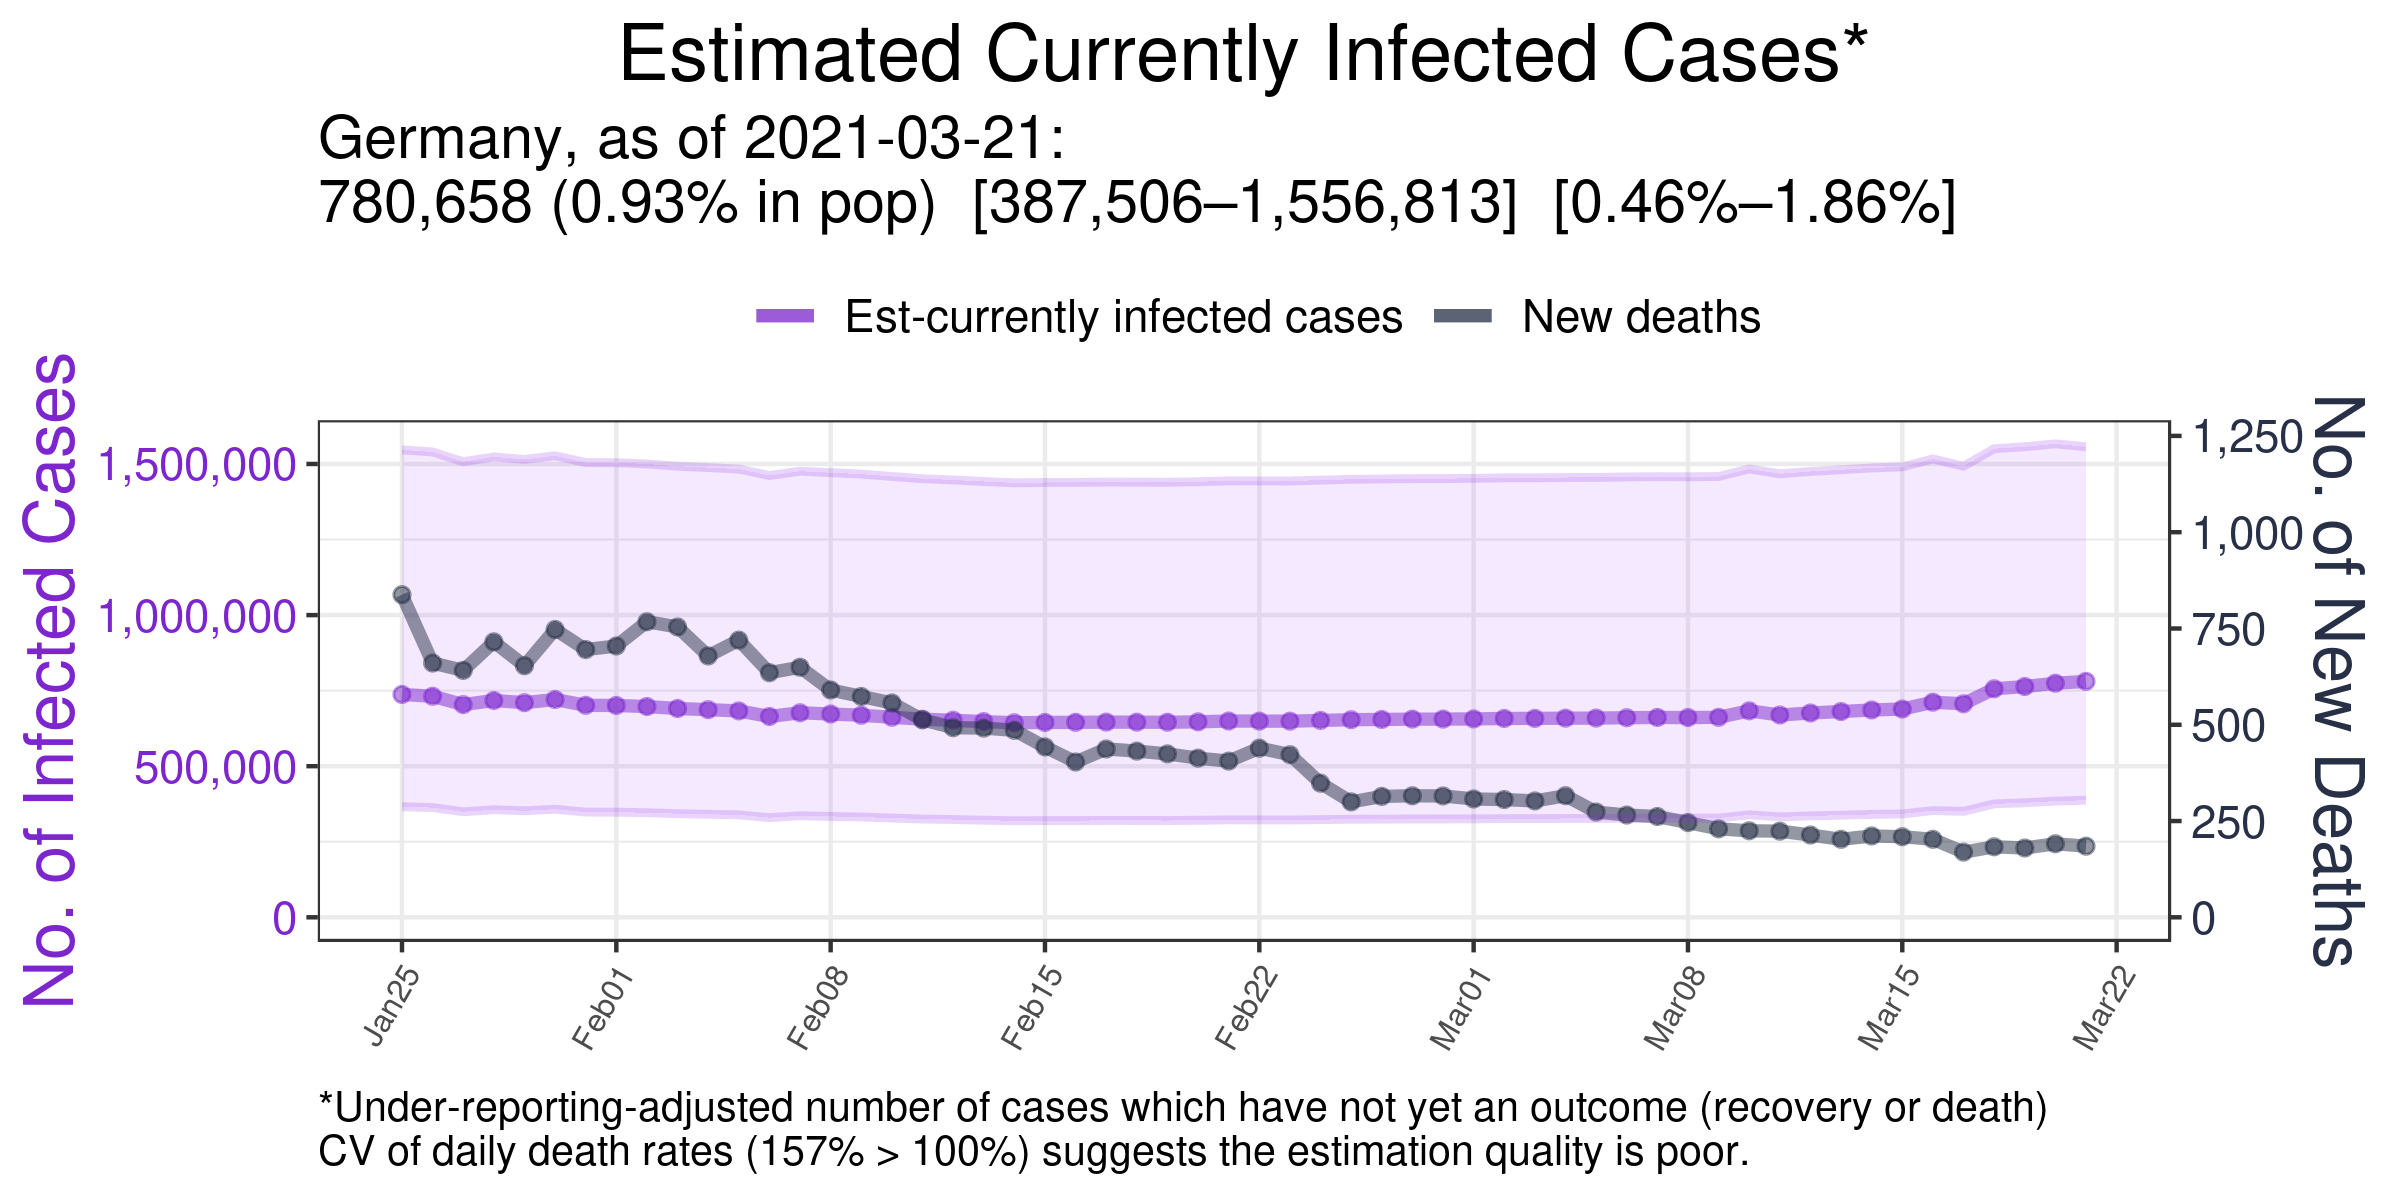 Estimated Currently Infected Cases*
Germany, as of 2021-03-21:
780,658 (0.93% in pop)  [387,506–1,556,813]  [0.46%–1.86%]
Est-currently infected cases
New deaths
No. of Infected Cases
1,500,000
1,000,000
500,000
0
1,250
1,000
750
500
250
0
No. of New Deaths
Jan25
Feb01
Feb08
Feb15
Feb22
Mar01
Mar08
Mar15
Mar22
*Under-reporting-adjusted number of cases which have not yet an outcome (recovery or death)
CV of daily death rates (157% > 100%) suggests the estimation quality is poor.